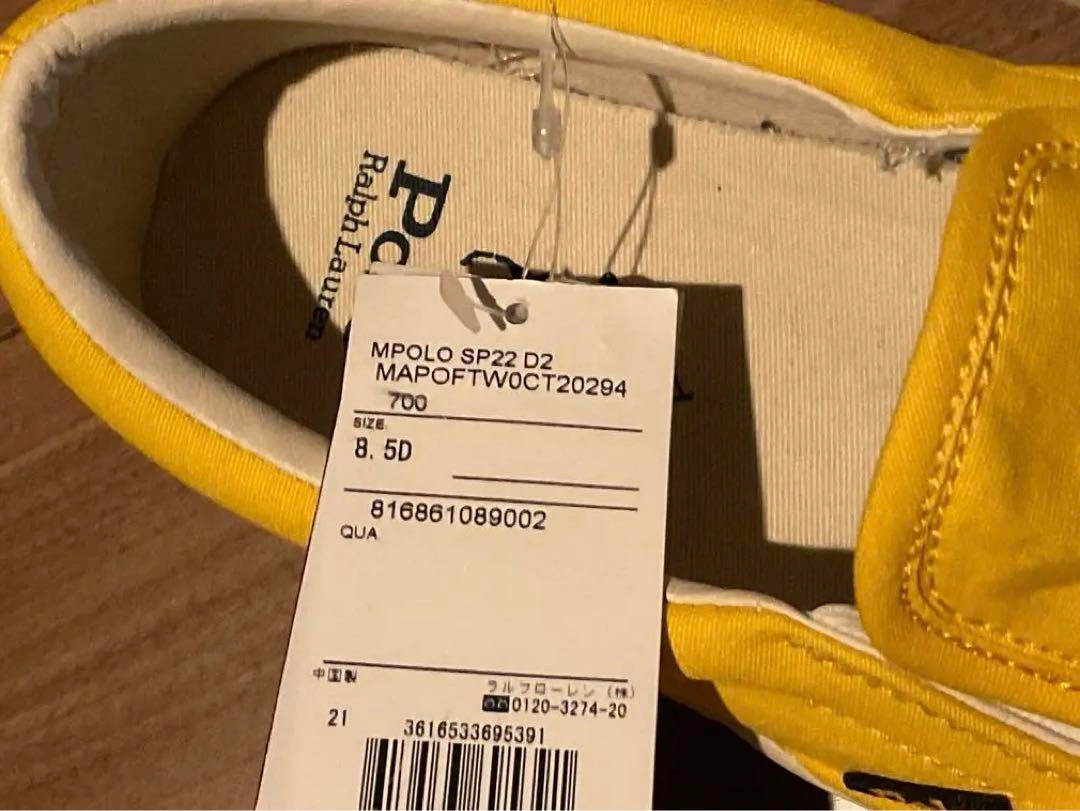 Po
Ralph Lauren
MPOLO SP22 D2
MAPOFTW0CT20294
700
SIZE
8.5D
816861089002
QUA
中国製
ラルフローレン(株)
0120-3274-20
21
3616533695391